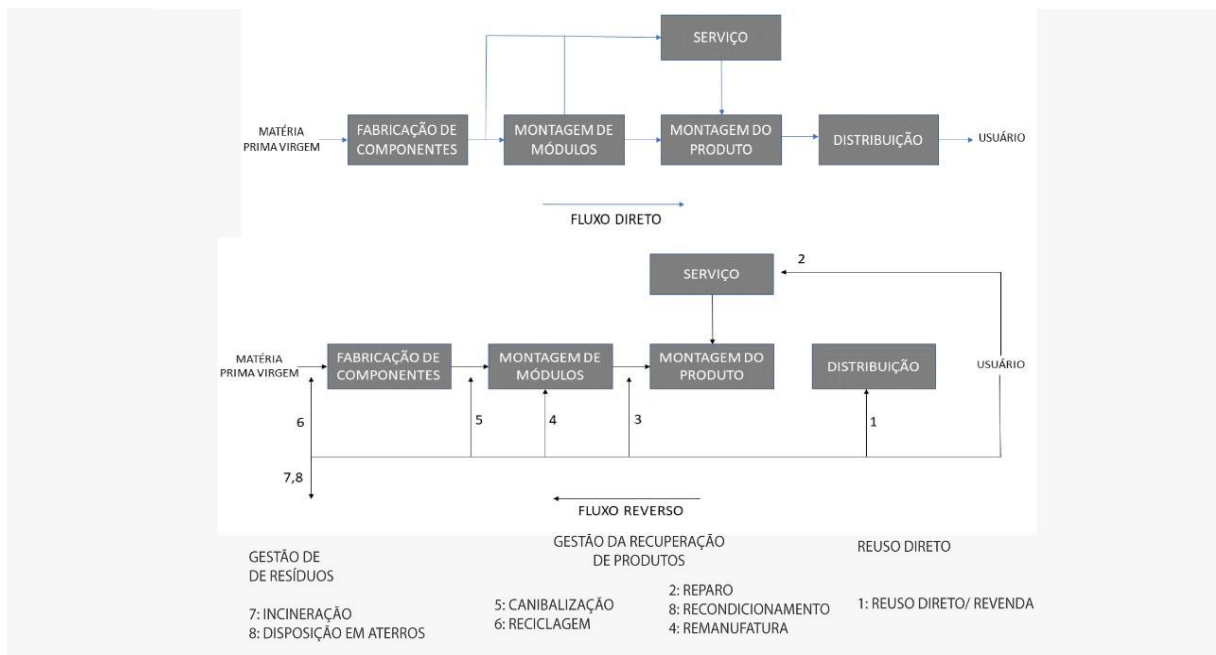 SERVIÇO
MATÉRIA
PRIMA VIRGEM
FABRICAÇÃO DE
COMPONENTES
MONTAGEM DE
MÓDULOS
MONTAGEM DO
PRODUTO
DISTRIBUIÇÃO
USUÁRIO
FLUXO DIRETO
2
SERVIÇO
MATÉRIA
PRIMA VIRGEM
FABRICAÇÃO DE
COMPONENTES
MONTAGEM DE
MÓDULOS
MONTAGEM DO
PRODUTO
DISTRIBUIÇÃO
USUÁRIO
6
5
4
3
1
7,8
FLUXO REVERSO
GESTÃO DE
DE RESÍDUOS
7: INCINERAÇÃO
8: DISPOSIÇÃO EM ATERROS
GESTÃO DA RECUPERAÇÃO
DE PRODUTOS
5: CANIBALIZAÇÃO
6: RECICLAGEM
2: REPARO
8: RECONDICIONAMENTO
4: REMANUFATURA
REUSO DIRETO
1: REUSO DIRETO/ REVENDA